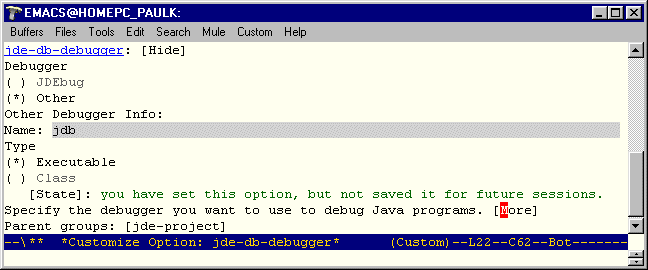 EMACS@HOMEPC_PAULK:
Buffers Files Tools Edit Search Mule Custom Help
jde-db-debugger: [Hide]
Debugger
( ) JDEbug
(*) Other
Other Debugger Info:
Name: jdb
Type
(*) Executable
( ) Class
[State]: you have set this option, but not saved it for future sessions.
Specify the debugger you want to use to debug Java programs. [More]
Parent groups: [jde-project]
--\** *Customize Option: jde-db-debugger* (Custom)--L22--C62--Bot-------